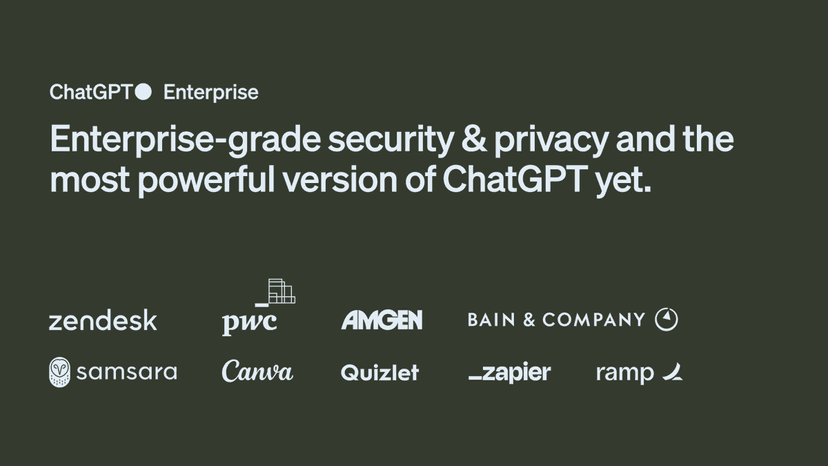 ChatGPT Enterprise
Enterprise-grade security & privacy and the
most powerful version of ChatGPT yet.
zendesk pwc AMGEN BAIN & COMPANY
samsara Canva Quizlet zapier ramp